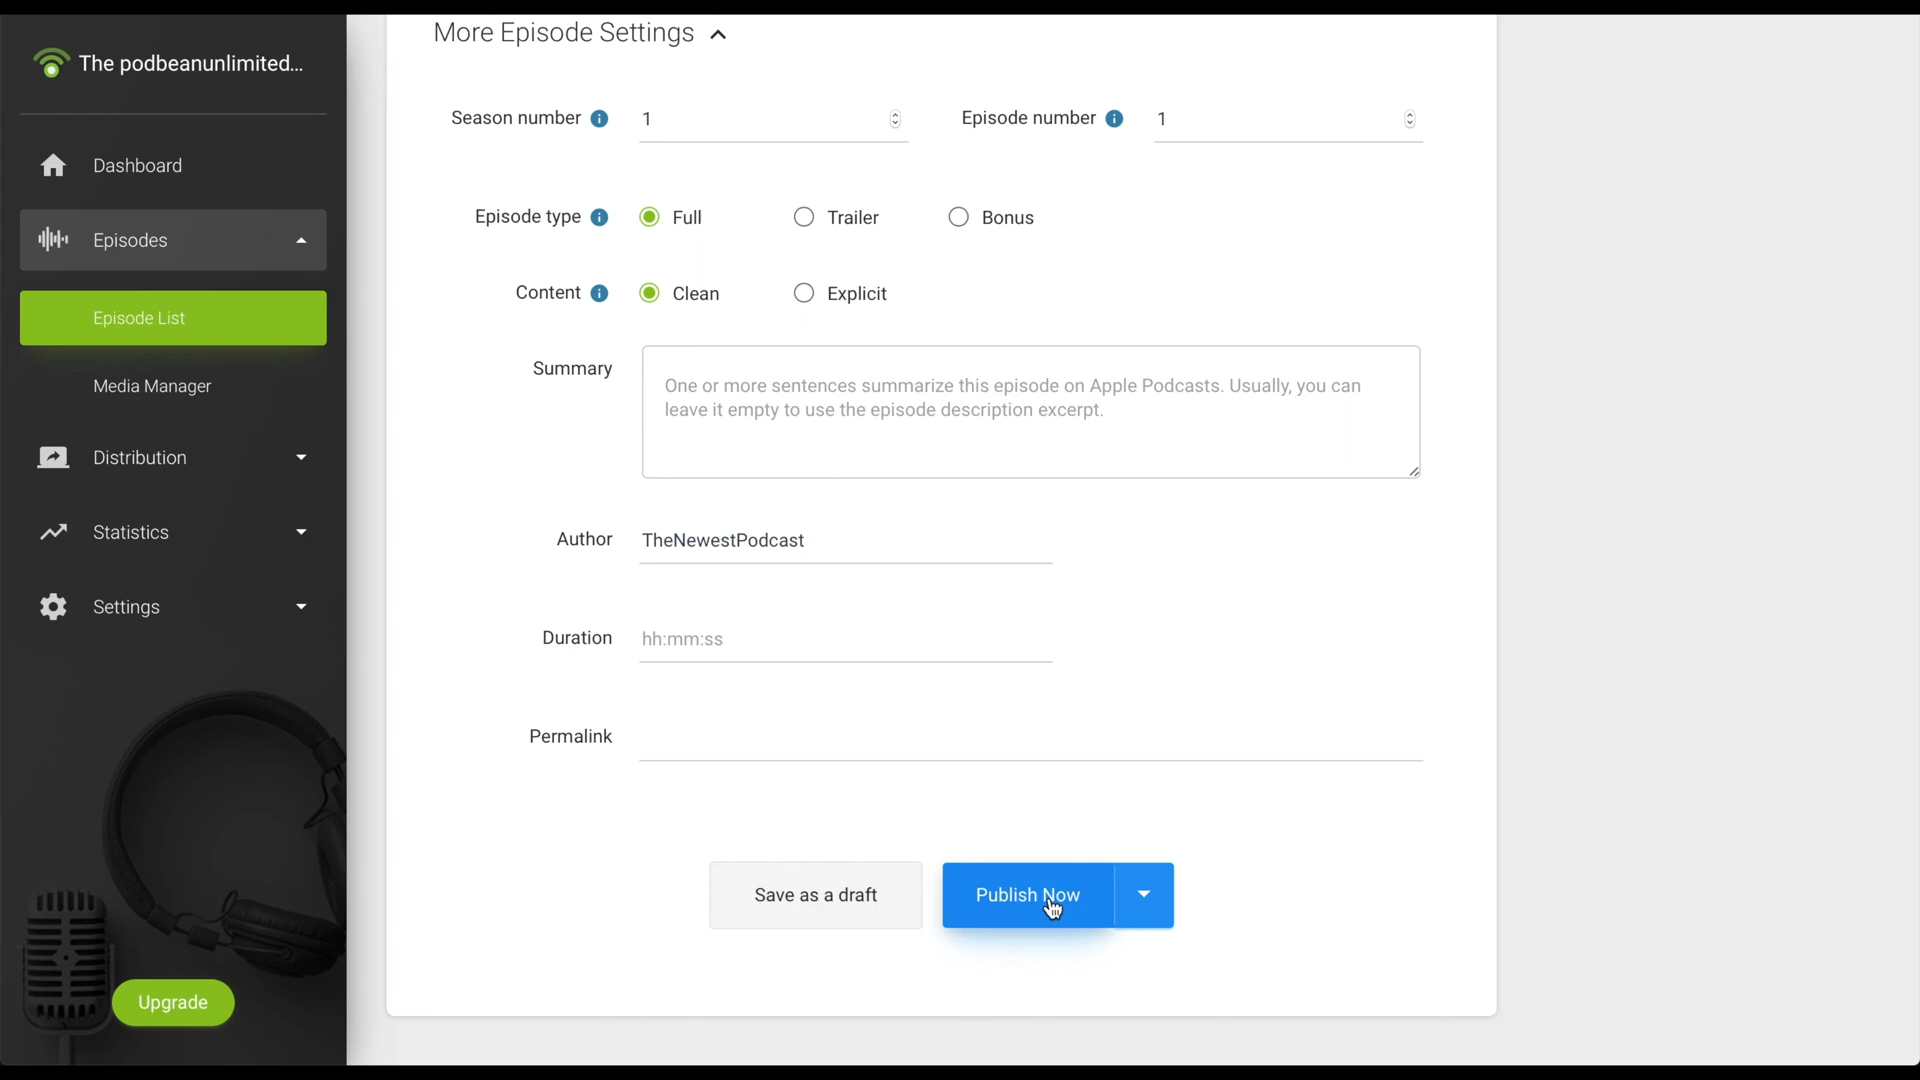 The podbeanunlimited...
Dashboard
Episodes
Episode List
Media Manager
Distribution
Statistics
Settings
Upgrade
More Episode Settings
Season number 1 Episode number 1
Episode type Full Trailer Bonus
Content Clean Explicit
Summary
One or more sentences summarize this episode on Apple Podcasts. Usually, you can
leave it empty to use the episode description excerpt.
Author TheNewestPodcast
Duration hh:mm:ss
Permalink
Save as a draft Publish Now